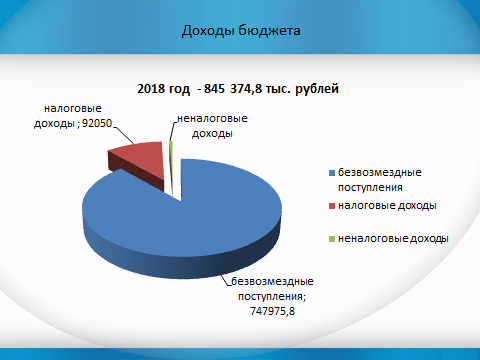 Доходы бюджета
2018 год - 845 374,8 тыс. рублей
налоговые
доходы ; 92050
неналоговые
доходы
безвозмездные
поступления
налоговые доходы
неналоговые доходы
безвозмездные
поступления;
747975,8